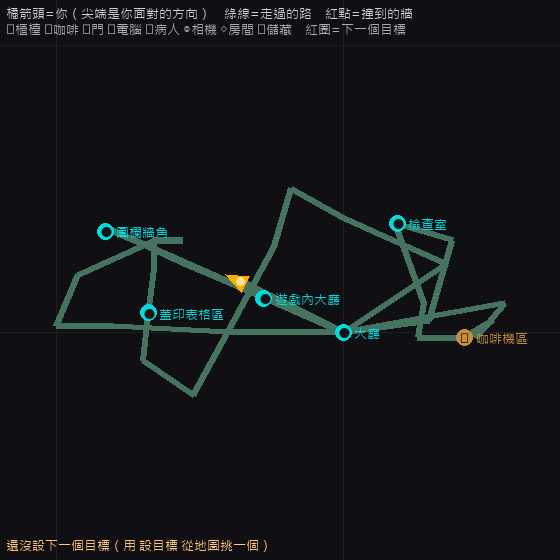 橘箭頭=你（尖端是你面對的方向） 綠線=走過的路 紅點=撞到的牆
櫃檯 咖啡 門 電腦 病人 相機 ◇房間 儲藏 紅圈=下一個目標
檢查室
圍欄牆角
遊戲內大廳
蓋印表格區
大廳
咖啡機區
還沒設下一個目標（用 設目標 從地圖挑一個）